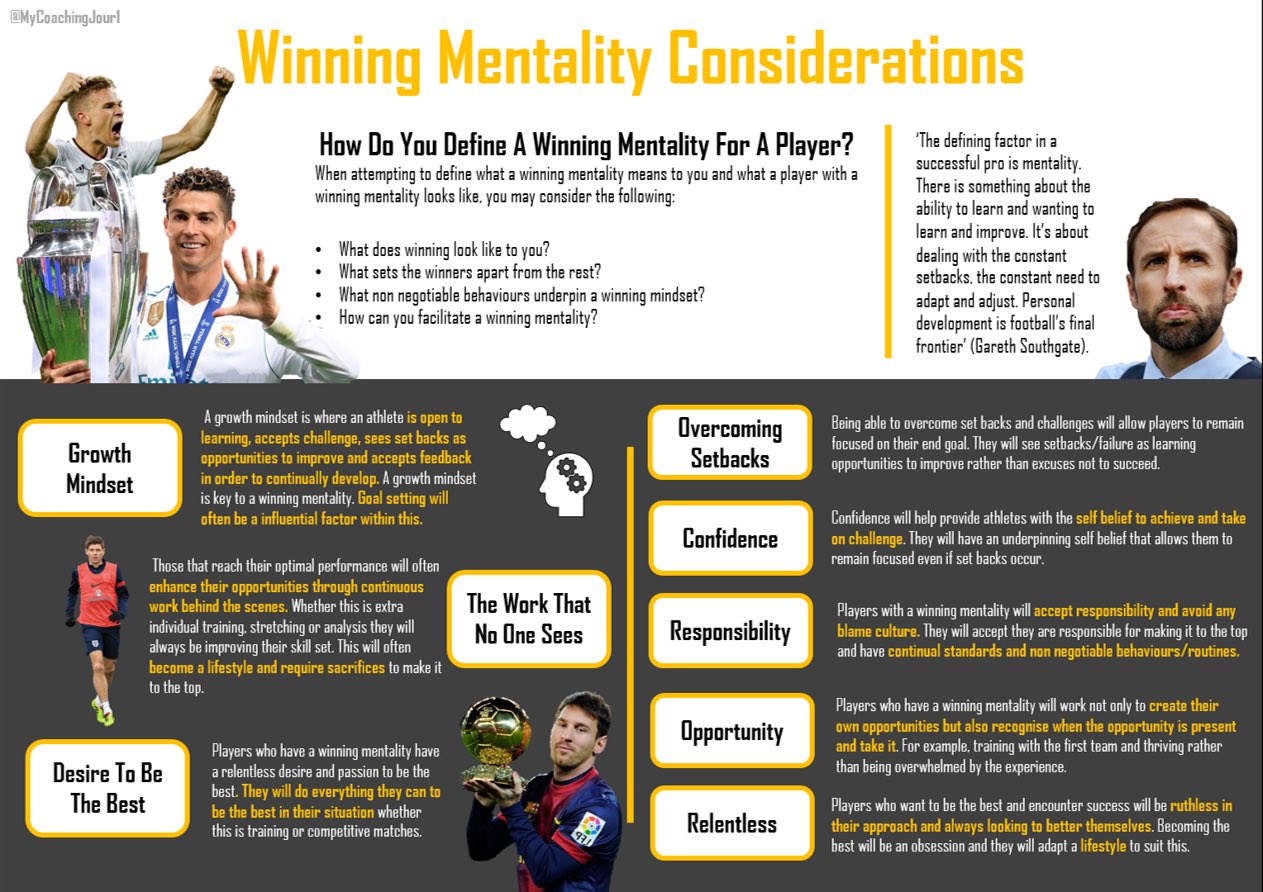 @MyCoachingJour1
Winning Mentality Considerations
How Do You Define A Winning Mentality For A Player?
When attempting to define what a winning mentality means to you and what a player with a
winning mentality looks like, you may consider the following:
• What does winning look like to you?
• What sets the winners apart from the rest?
• What non negotiable behaviours underpin a winning mindset?
• How can you facilitate a winning mentality?
‘The defining factor in a
successful pro is mentality.
There is something about the
ability to learn and wanting to
learn and improve. It’s about
dealing with the constant
setbacks, the constant need to
adapt and adjust. Personal
development is football’s final
frontier’ (Gareth Southgate).
Growth
Mindset
A growth mindset is where an athlete is open to
learning, accepts challenge, sees set backs as
opportunities to improve and accepts feedback
in order to continually develop. A growth mindset
is key to a winning mentality. Goal setting will
often be a influential factor within this.
Those that reach their optimal performance will often
enhance their opportunities through continuous
work behind the scenes. Whether this is extra
individual training, stretching or analysis they will
always be improving their skill set. This will often
become a lifestyle and require sacrifices to make it
to the top.
The Work That
No One Sees
Desire To Be
The Best
Players who have a winning mentality have
a relentless desire and passion to be the
best. They will do everything they can to
be the best in their situation whether
this is training or competitive matches.
Overcoming
Setbacks
Being able to overcome set backs and challenges will allow players to remain
focused on their end goal. They will see setbacks/failure as learning
opportunities to improve rather than excuses not to succeed.
Confidence
Confidence will help provide athletes with the self belief to achieve and take
on challenge. They will have an underpinning self belief that allows them to
remain focused even if set backs occur.
Responsibility
Players with a winning mentality will accept responsibility and avoid any
blame culture. They will accept they are responsible for making it to the top
and have continual standards and non negotiable behaviours/routines.
Opportunity
Players who have a winning mentality will work not only to create their
own opportunities but also recognise when the opportunity is present
and take it. For example, training with the first team and thriving rather
than being overwhelmed by the experience.
Relentless
Players who want to be the best and encounter success will be ruthless in
their approach and always looking to better themselves. Becoming the
best will be an obsession and they will adapt a lifestyle to suit this.